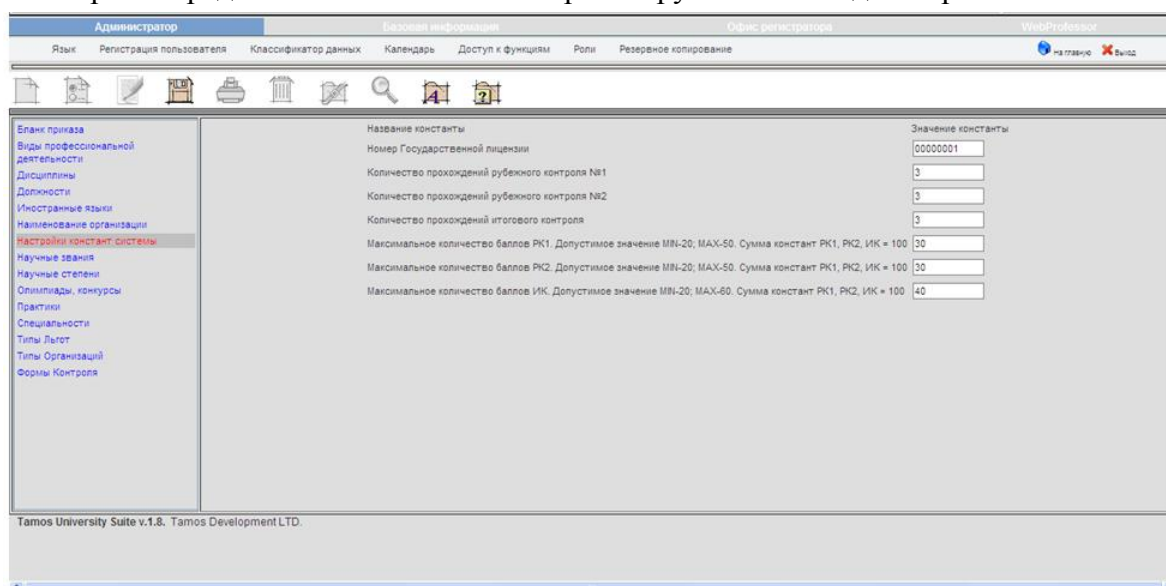 Администратор Базовая информация Офис регистратора WebProfessor
Язык Регистрация пользователя Классификатор данных Календарь Доступ к функциям Роли Резервное копирование На главную Выход
Бланк приказа
Виды профессиональной
деятельности
Дисциплины
Должности
Иностранные языки
Наименование организации
Настройки констант системы
Научные звания
Научные степени
Олимпиады, конкурсы
Практики
Специальности
Типы Льгот
Типы Организаций
Формы Контроля
Название константы Значение константы
Номер Государственной лицензии 00000001
Количество прохождений рубежного контроля №1 3
Количество прохождений рубежного контроля №2 3
Количество прохождений итогового контроля 3
Максимальное количество баллов РК1. Допустимое значение MIN-20; MAX-50. Сумма констант РК1, РК2, ИК = 100 30
Максимальное количество баллов РК2. Допустимое значение MIN-20; MAX-50. Сумма констант РК1, РК2, ИК = 100 30
Максимальное количество баллов ИК. Допустимое значение MIN-20; MAX-60. Сумма констант РК1, РК2, ИК = 100 40
Tamos University Suite v.1.8. Tamos Development LTD.